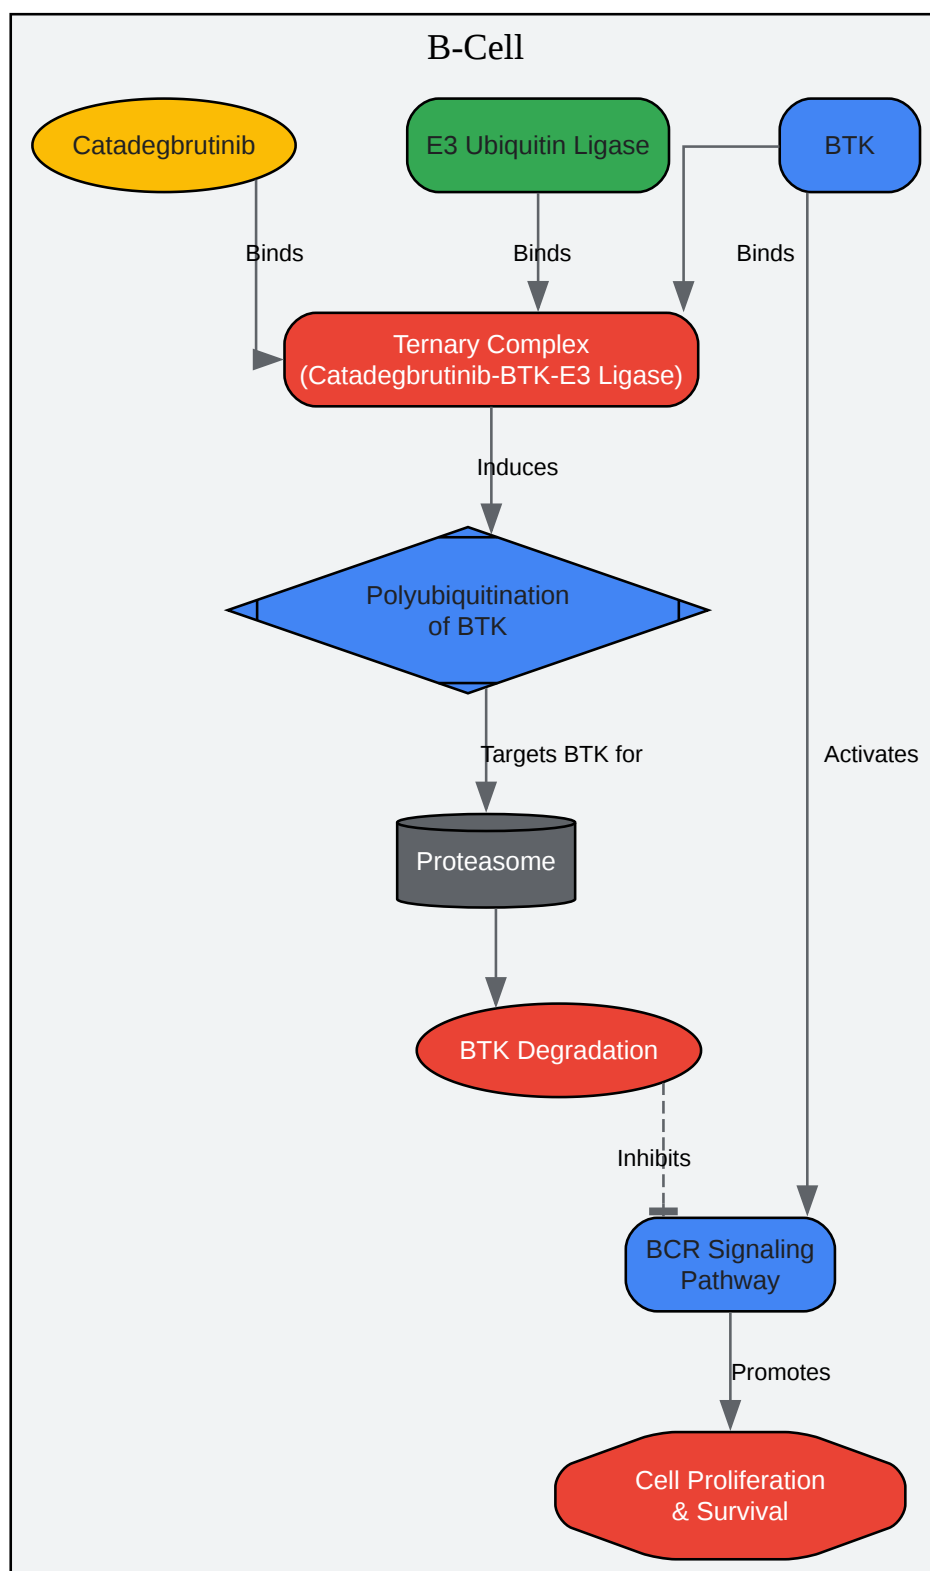 B-Cell
Catadegbrutinib
E3 Ubiquitin Ligase
BTK
Binds
Binds
Binds
Ternary Complex
(Catadegbrutinib-BTK-E3 Ligase)
Induces
Polyubiquitination
of BTK
Targets BTK for
Activates
Proteasome
BTK Degradation
Inhibits
BCR Signaling
Pathway
Promotes
Cell Proliferation
& Survival